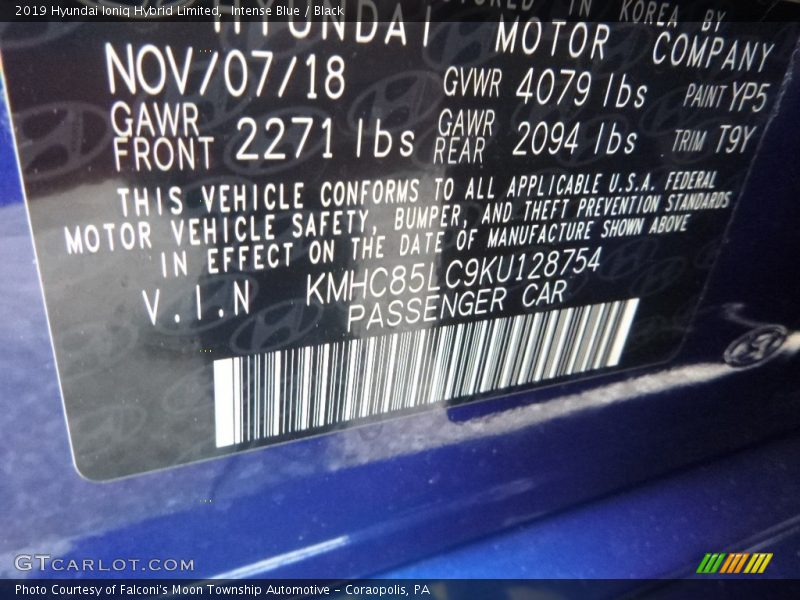 2019 Hyundai Ioniq Hybrid Limited, Intense Blue / Black
IN KOREA BY
HYUNDAI MOTOR COMPANY
NOV/07/18 GVWR 4079 lbs PAINT YP5
GAWR FRONT 2271 lbs GAWR REAR 2094 lbs TRIM T9Y
THIS VEHICLE CONFORMS TO ALL APPLICABLE U.S.A. FEDERAL
MOTOR VEHICLE SAFETY, BUMPER, AND THEFT PREVENTION STANDARDS
IN EFFECT ON THE DATE OF MANUFACTURE SHOWN ABOVE
V.I.N KMHC85LC9KU128754
PASSENGER CAR
GTCARLOT.COM
Photo Courtesy of Falconi's Moon Township Automotive – Coraopolis, PA